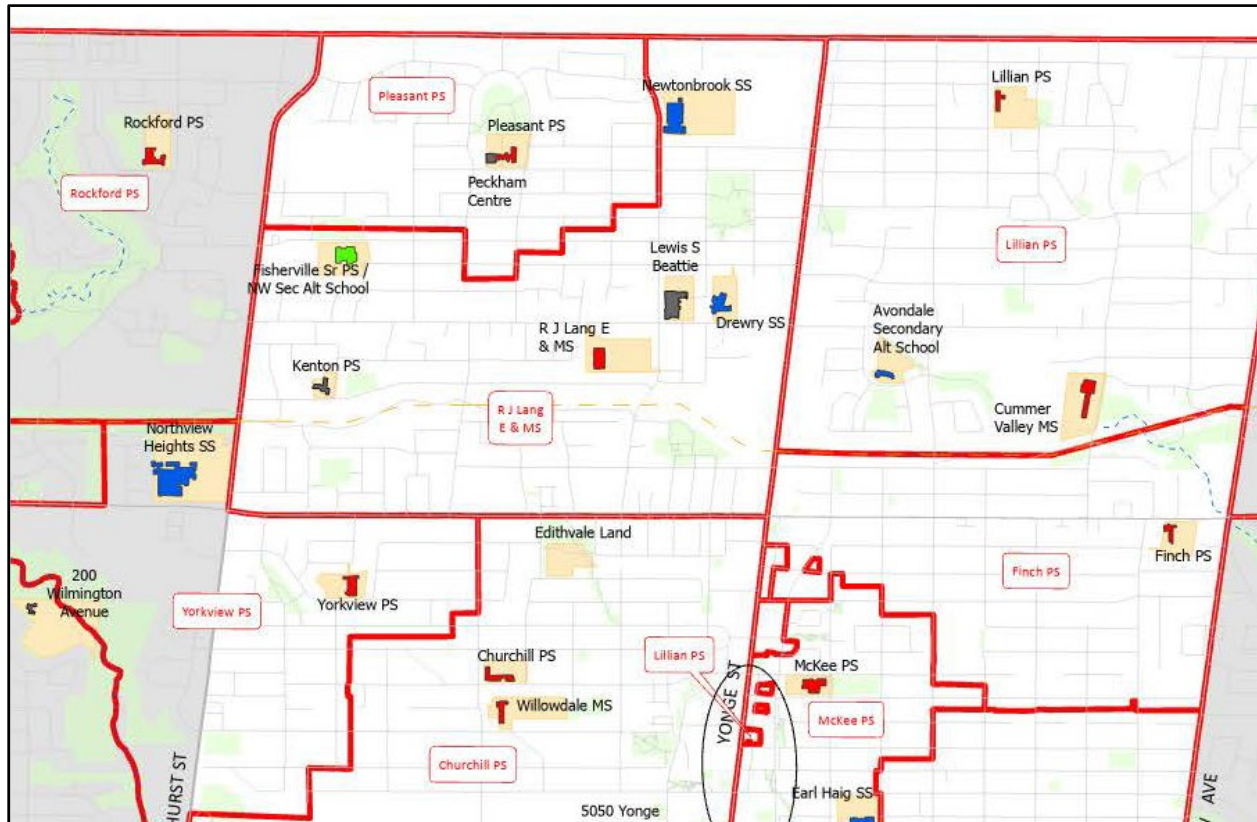 Pleasant PS
Newtonbrook SS
Lillian PS
Rockford PS
Pleasant PS
Peckham
Centre
Rockford PS
Lillian PS
Fisherville Sr PS /
NW Sec Alt School
Lewis S
Beattie
Drewry SS
R J Lang E
& MS
Avondale
Secondary
Alt School
Kenton PS
R J Lang
E & MS
Cummer
Valley MS
Northview
Heights SS
Edithvale Land
Finch PS
Finch PS
200
Wilmington
Avenue
Yorkview PS
Yorkview PS
Lillian PS
Churchill PS
McKee PS
Willowdale MS
McKee PS
YONGE ST
Churchill PS
HURST ST
5050 Yonge
Earl Haig SS
AVE